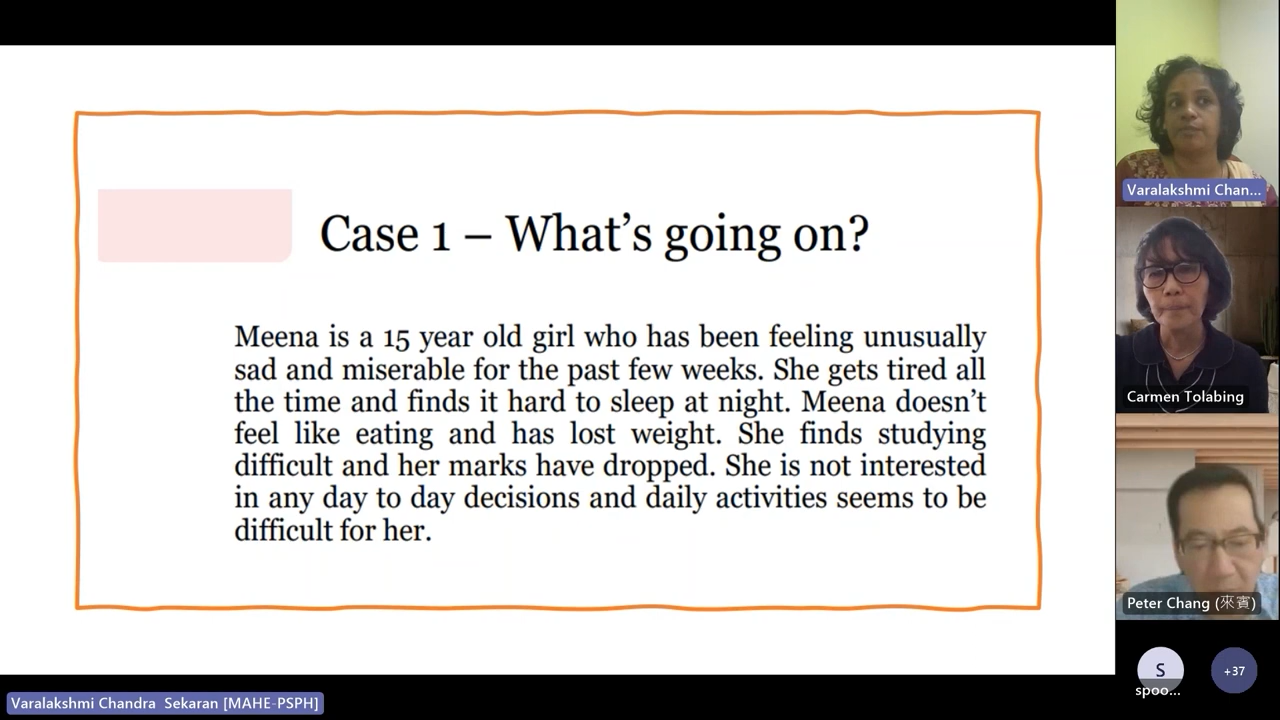 Case 1 – What's going on?
Meena is a 15 year old girl who has been feeling unusually
sad and miserable for the past few weeks. She gets tired all
the time and finds it hard to sleep at night. Meena doesn't
feel like eating and has lost weight. She finds studying
difficult and her marks have dropped. She is not interested
in any day to day decisions and daily activities seems to be
difficult for her.
Varalakshmi Chan...
Carmen Tolabing
Peter Chang (來賓)
S
spoo...
+37
Varalakshmi Chandra Sekaran [MAHE-PSPH]